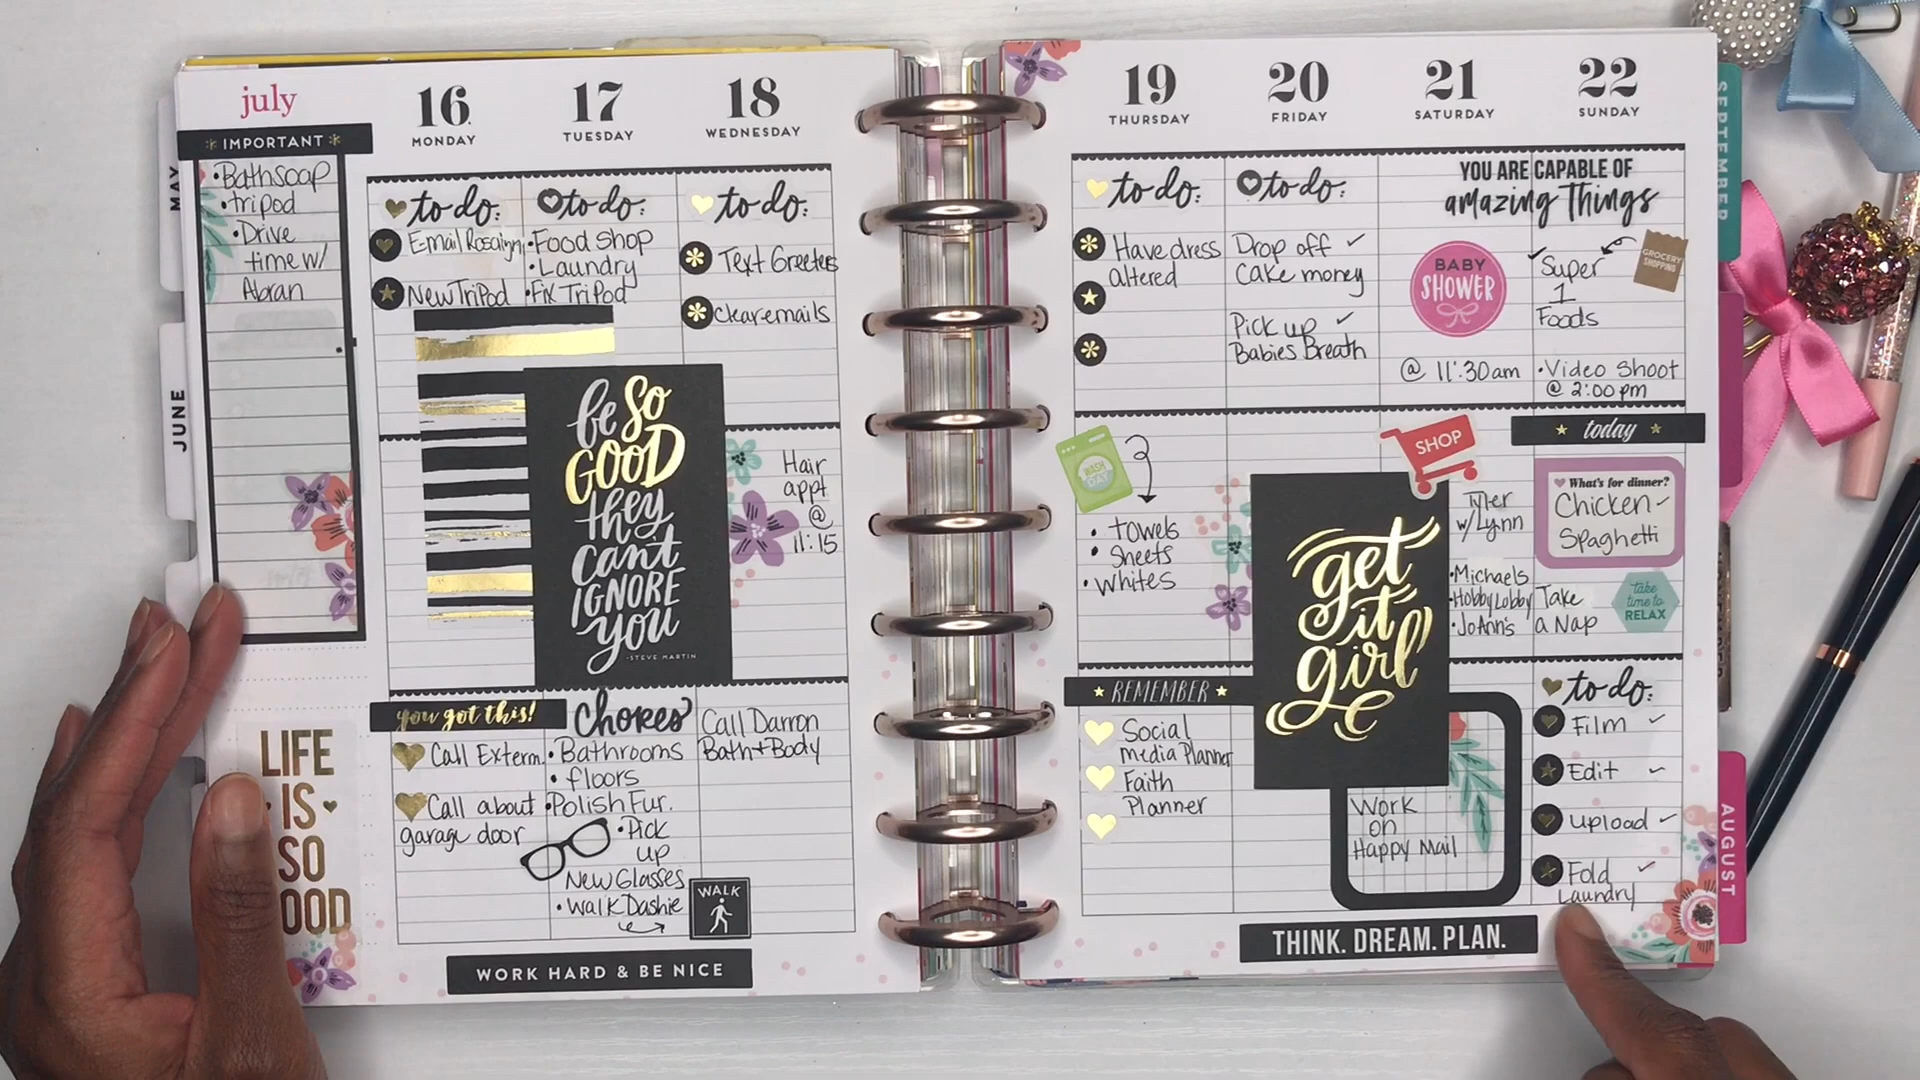 july
IMPORTANT
•Bath soap
•tripod
•Drive
time w/
Abran
LIFE
IS
SO
OOD
MAY
JUNE
16
MONDAY
to do:
Email
New TriPod
you got this!
Call Exterm.
Call about
garage door
17
TUESDAY
to do:
•Food Shop
•Laundry
•Fix TriPod
be so
GOOD
they
can't
IGNORE
you
-STEVE MARTIN
Chores
•Bathrooms
•floors
•Polish Fur.
•Pick
up
New Glasses
•Walk Dashie
WALK
18
WEDNESDAY
to do:
Text Greeters
Clear emails
Hair
appt
@
11:15
Call Darron
Bath+Body
WORK HARD & BE NICE
19
THURSDAY
to do:
Have dress
altered
WASH
DAY
•Towels
•Sheets
•Whites
REMEMBER
Social
Media Planner
Faith
Planner
20
FRIDAY
to do:
Drop off ✓
Cake money
Pick up ✓
Babies Breath
get
it
girl
21
SATURDAY
YOU ARE CAPABLE OF
amazing things
BABY
SHOWER
@ 11:30am
SHOP
Tyler
w/Lynn
•Michaels
•Hobby Lobby
•JoAnn's
Work
on
Happy Mail
22
SUNDAY
✓Super
1
Foods
GROCERY
SHOPPING
•Video Shoot
@ 2:00pm
today
What's for dinner?
Chicken-
Spaghetti
Take
a Nap
take
time to
RELAX
to do:
Film ✓
Edit ✓
Upload ✓
Fold ✓
Laundry
THINK. DREAM. PLAN.
SEPTEMBER
AUGUST